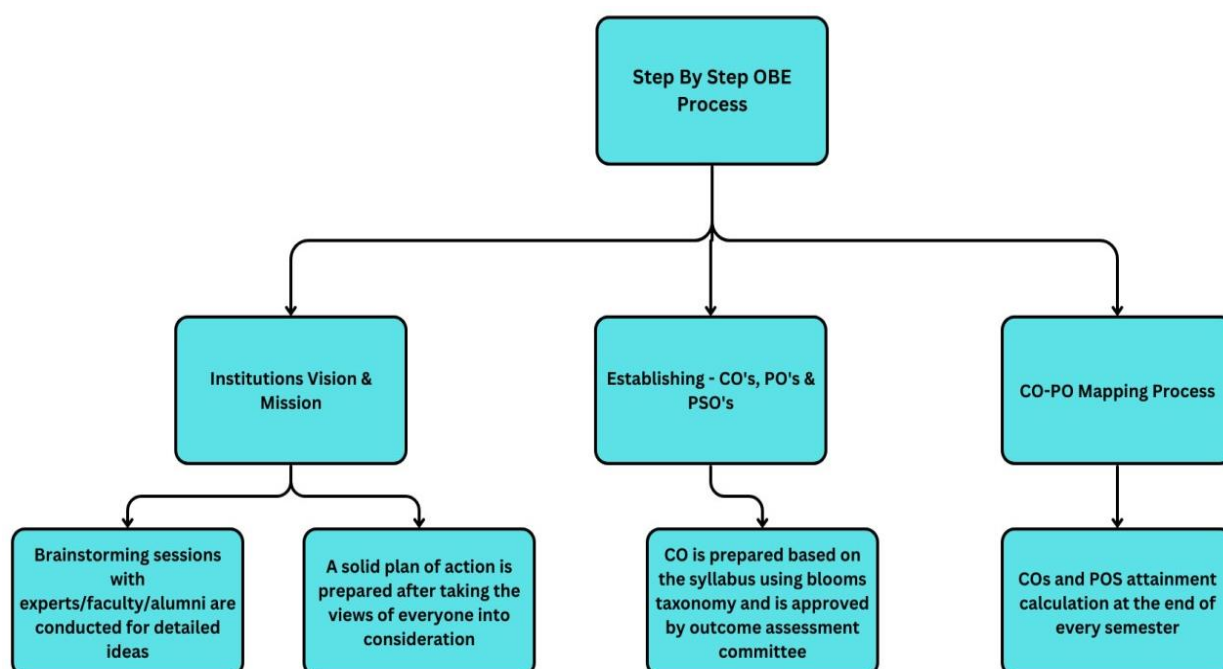 Step By Step OBE
Process
Institutions Vision &
Mission
Establishing - CO's, PO's &
PSO's
CO-PO Mapping Process
Brainstorming sessions
with
experts/faculty/alumni are
conducted for detailed
ideas
A solid plan of action is
prepared after taking the
views of everyone into
consideration
CO is prepared based on
the syllabus using blooms
taxonomy and is approved
by outcome assessment
committee
COs and POS attainment
calculation at the end of
every semester